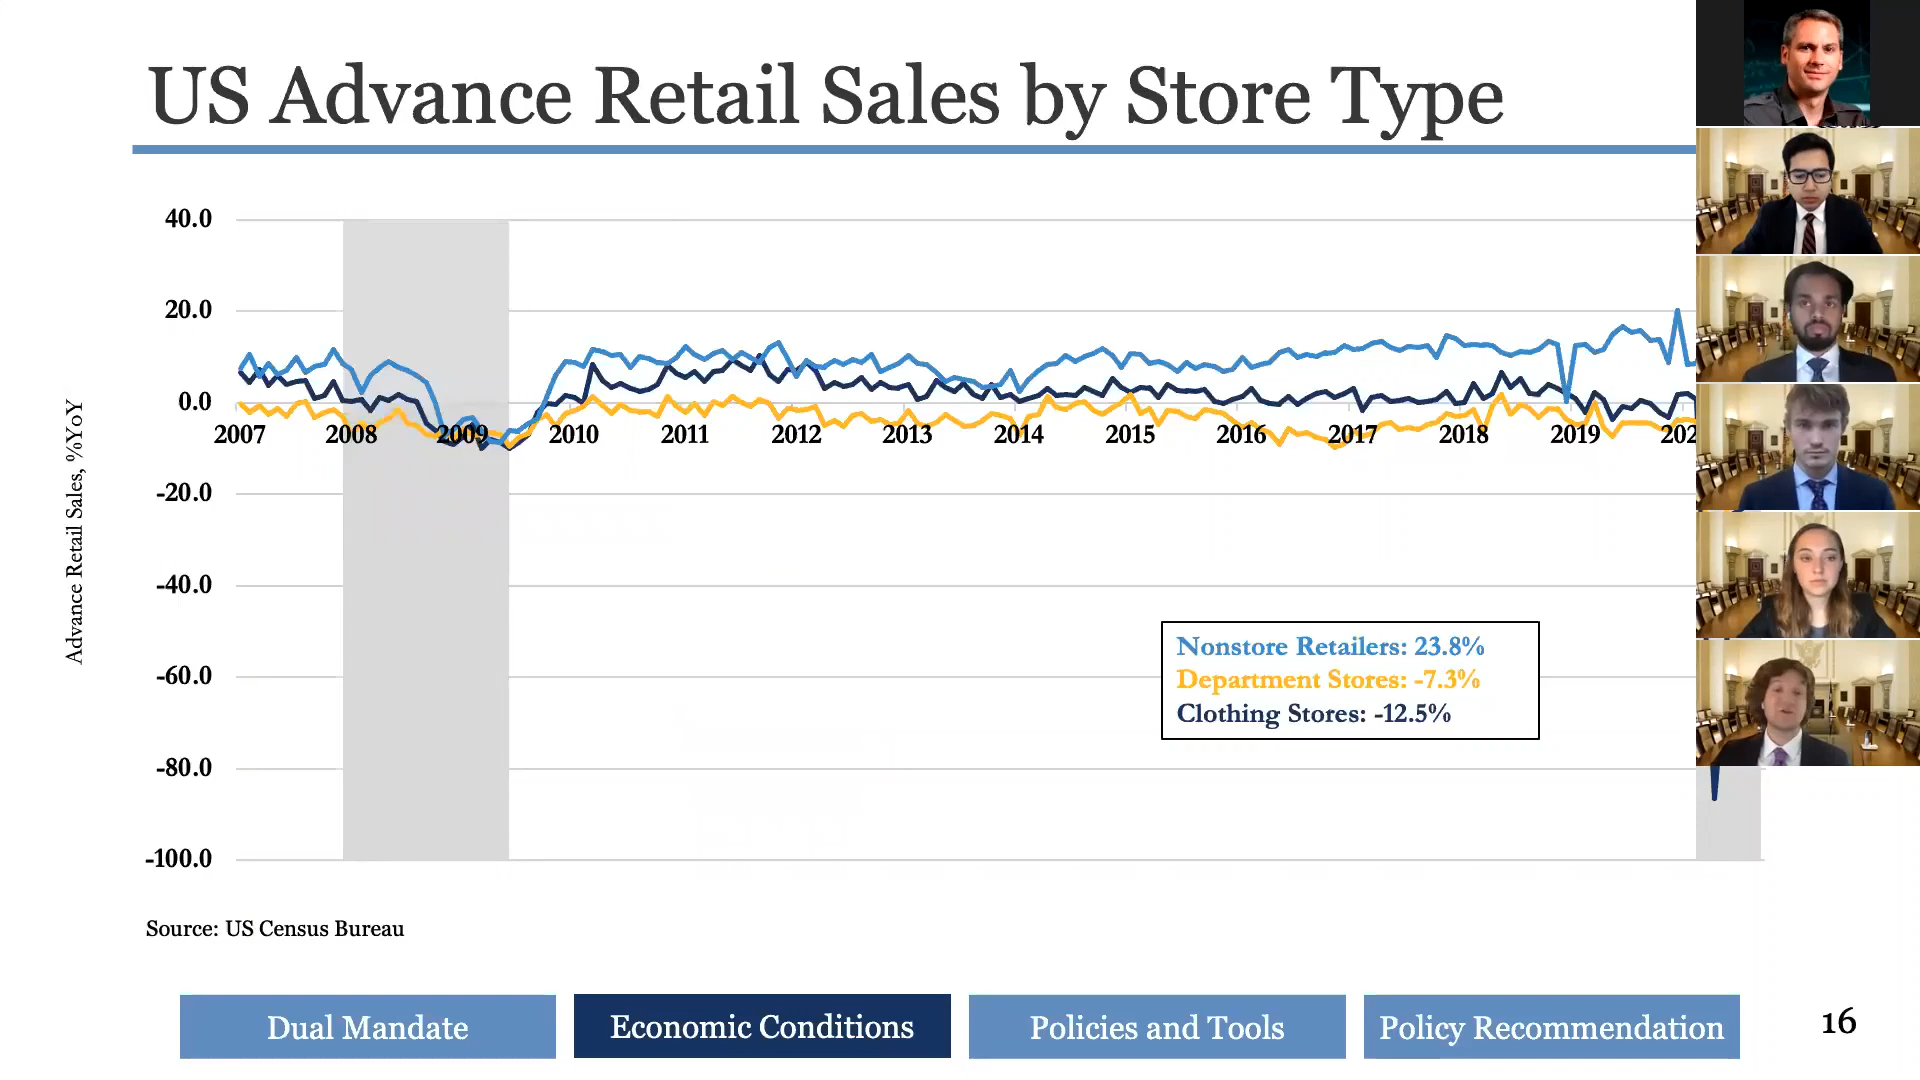 US Advance Retail Sales by Store Type
Advance Retail Sales, %YoY
40.0
20.0
0.0
-20.0
-40.0
-60.0
-80.0
-100.0
2007 2008 2009 2010 2011 2012 2013 2014 2015 2016 2017 2018 2019 202
Nonstore Retailers: 23.8%
Department Stores: -7.3%
Clothing Stores: -12.5%
Source: US Census Bureau
Dual Mandate Economic Conditions Policies and Tools Policy Recommendation 16